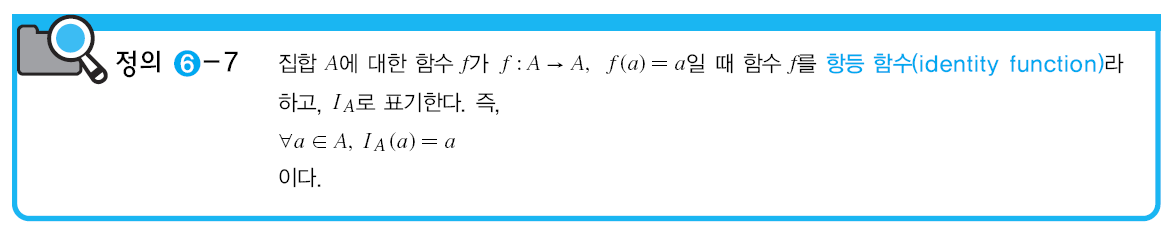 정의 6-7 집합 A에 대한 함수 f가 f : A → A, f(a) = a일 때 함수 f를 항등 함수(identity function)라
하고, I_A로 표기한다. 즉,
∀a ∈ A, I_A(a) = a
이다.